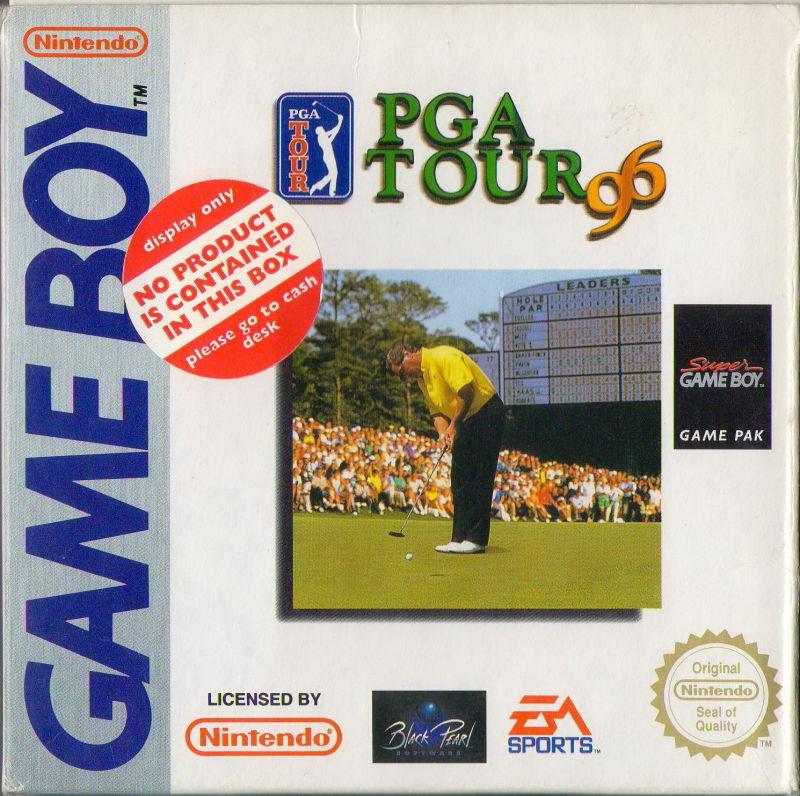 Nintendo
GAME BOY TM
PGA
TOUR
PGA
TOUR 96
display only
NO PRODUCT
IS CONTAINED
IN THIS BOX
please go to cash
desk
LEADERS
HOLE
PAR
Super
GAME BOY
GAME PAK
LICENSED BY
Nintendo
Black Pearl
SOFTWARE
EA
SPORTS TM
Original
Nintendo
Seal of
Quality
TM